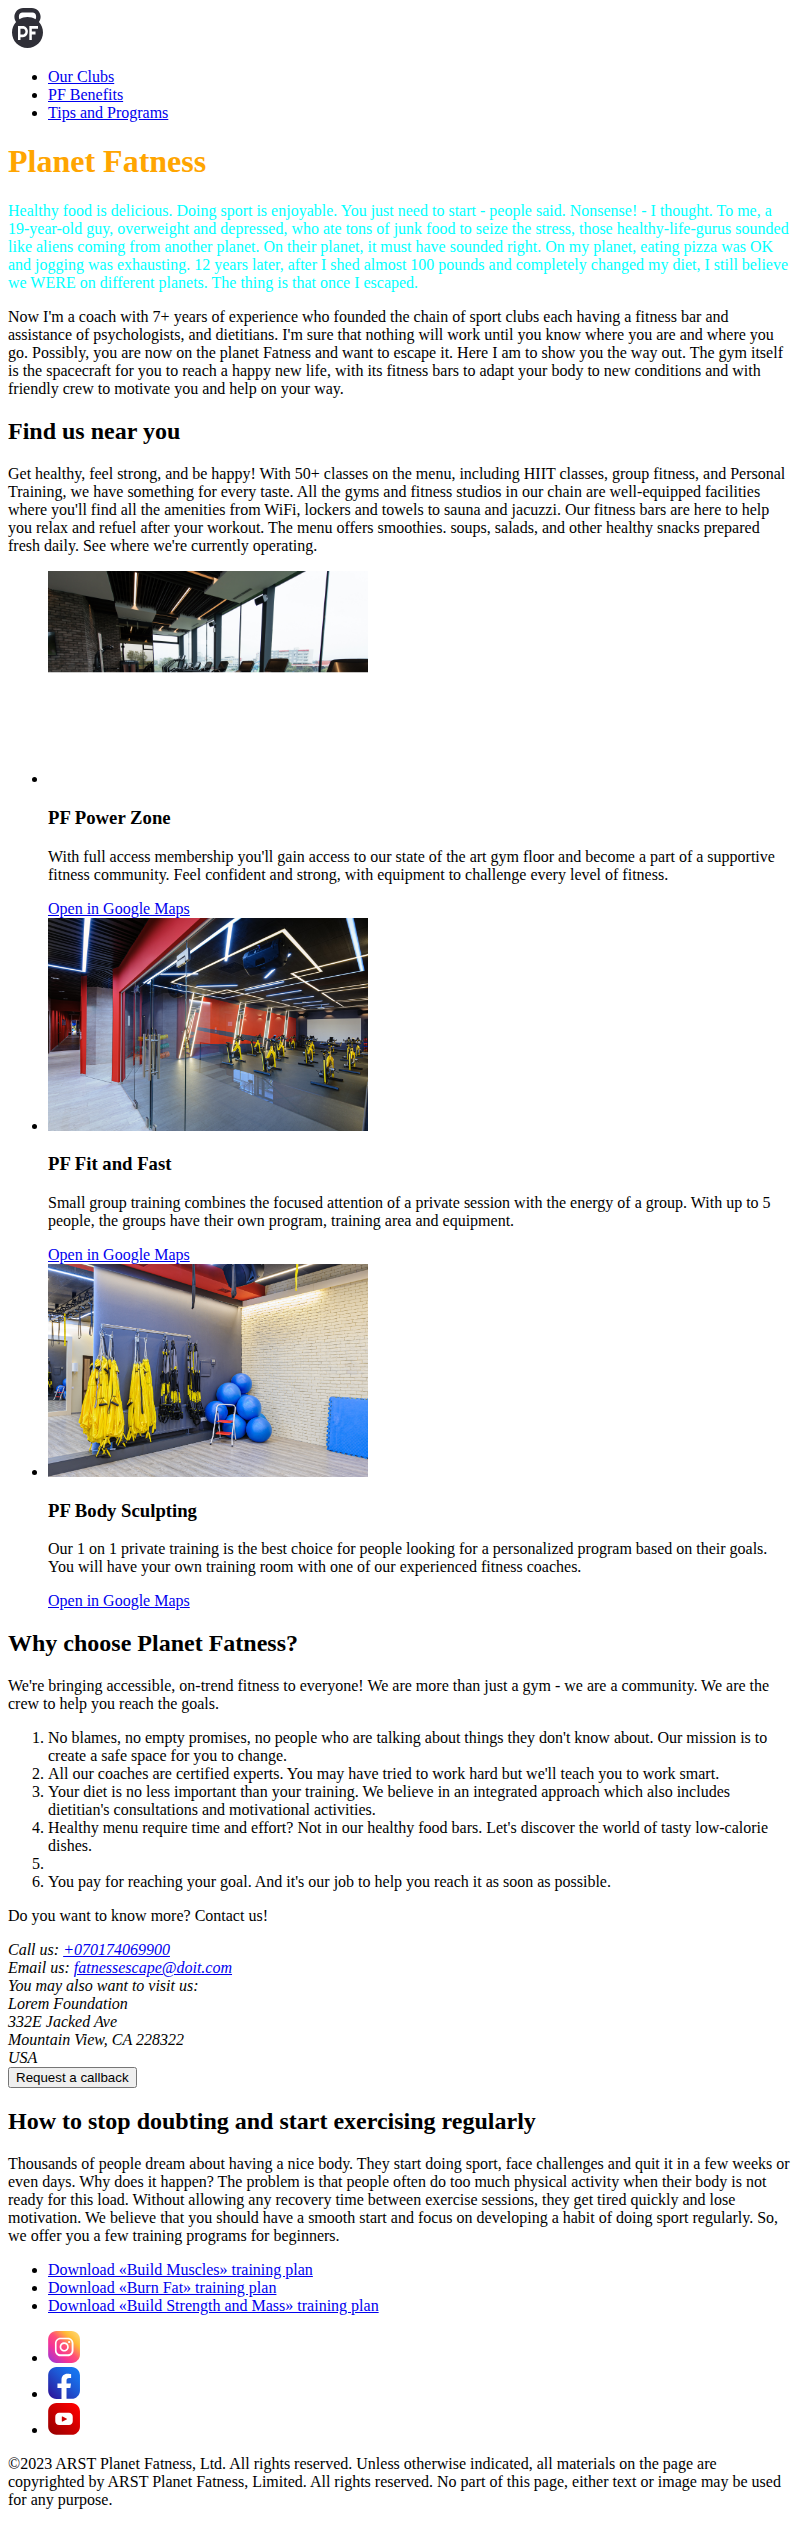 PF
Our Clubs
PF Benefits
Tips and Programs
Planet Fatness
Healthy food is delicious. Doing sport is enjoyable. You just need to start - people said. Nonsense! - I thought. To me, a
19-year-old guy, overweight and depressed, who ate tons of junk food to seize the stress, those healthy-life-gurus sounded
like aliens coming from another planet. On their planet, it must have sounded right. On my planet, eating pizza was OK
and jogging was exhausting. 12 years later, after I shed almost 100 pounds and completely changed my diet, I still believe
we WERE on different planets. The thing is that once I escaped.
Now I'm a coach with 7+ years of experience who founded the chain of sport clubs each having a fitness bar and
assistance of psychologists, and dietitians. I'm sure that nothing will work until you know where you are and where you
go. Possibly, you are now on the planet Fatness and want to escape it. Here I am to show you the way out. The gym itself
is the spacecraft for you to reach a happy new life, with its fitness bars to adapt your body to new conditions and with
friendly crew to motivate you and help on your way.
Find us near you
Get healthy, feel strong, and be happy! With 50+ classes on the menu, including HIIT classes, group fitness, and Personal
Training, we have something for every taste. All the gyms and fitness studios in our chain are well-equipped facilities
where you'll find all the amenities from WiFi, lockers and towels to sauna and jacuzzi. Our fitness bars are here to help
you relax and refuel after your workout. The menu offers smoothies. soups, salads, and other healthy snacks prepared
fresh daily. See where we're currently operating.
PF Power Zone
With full access membership you'll gain access to our state of the art gym floor and become a part of a supportive
fitness community. Feel confident and strong, with equipment to challenge every level of fitness.
Open in Google Maps
PF Fit and Fast
Small group training combines the focused attention of a private session with the energy of a group. With up to 5
people, the groups have their own program, training area and equipment.
Open in Google Maps
PF Body Sculpting
Our 1 on 1 private training is the best choice for people looking for a personalized program based on their goals.
You will have your own training room with one of our experienced fitness coaches.
Open in Google Maps
Why choose Planet Fatness?
We're bringing accessible, on-trend fitness to everyone! We are more than just a gym - we are a community. We are the
crew to help you reach the goals.
1. No blames, no empty promises, no people who are talking about things they don't know about. Our mission is to
create a safe space for you to change.
2. All our coaches are certified experts. You may have tried to work hard but we'll teach you to work smart.
3. Your diet is no less important than your training. We believe in an integrated approach which also includes
dietitian's consultations and motivational activities.
4. Healthy menu require time and effort? Not in our healthy food bars. Let's discover the world of tasty low-calorie
dishes.
5.
6. You pay for reaching your goal. And it's our job to help you reach it as soon as possible.
Do you want to know more? Contact us!
Call us: +070174069900
Email us: fatnessescape@doit.com
You may also want to visit us:
Lorem Foundation
332E Jacked Ave
Mountain View, CA 228322
USA
Request a callback
How to stop doubting and start exercising regularly
Thousands of people dream about having a nice body. They start doing sport, face challenges and quit it in a few weeks or
even days. Why does it happen? The problem is that people often do too much physical activity when their body is not
ready for this load. Without allowing any recovery time between exercise sessions, they get tired quickly and lose
motivation. We believe that you should have a smooth start and focus on developing a habit of doing sport regularly. So,
we offer you a few training programs for beginners.
Download «Build Muscles» training plan
Download «Burn Fat» training plan
Download «Build Strength and Mass» training plan
©2023 ARST Planet Fatness, Ltd. All rights reserved. Unless otherwise indicated, all materials on the page are
copyrighted by ARST Planet Fatness, Limited. All rights reserved. No part of this page, either text or image may be used
for any purpose.